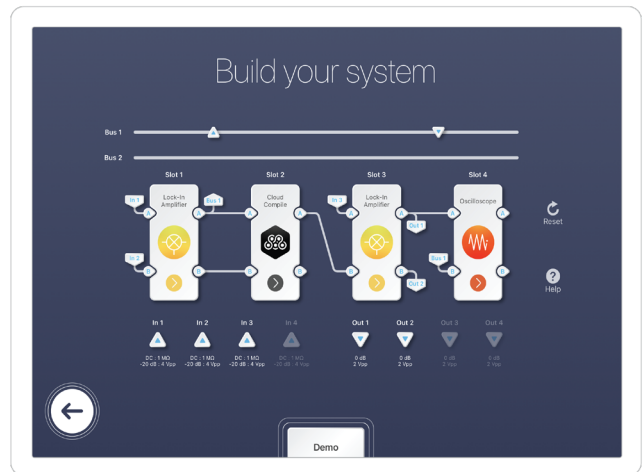 Build your system
Bus 1
Bus 2
Slot 1 Slot 2 Slot 3 Slot 4
In 1 Lock-In Amplifier Bus 1 Cloud Compile In 3 Lock-In Amplifier Oscilloscope
A A A A A A A A
Out 1
Reset
In 2 Bus 1
B B B B B B B B
Out 2
?
Help
In 1 In 2 In 3 In 4 Out 1 Out 2 Out 3 Out 4
DC : 1 MΩ DC : 1 MΩ DC : 1 MΩ DC : 1 MΩ 0 dB 0 dB 0 dB 0 dB
-20 dB : 4 Vpp -20 dB : 4 Vpp -20 dB : 4 Vpp -20 dB : 4 Vpp 2 Vpp 2 Vpp 2 Vpp 2 Vpp
Demo